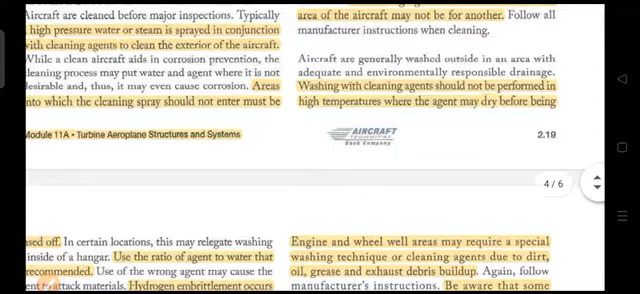 Aircraft are cleaned before major inspections. Typically
high pressure water or steam is sprayed in conjunction
with cleaning agents to clean the exterior of the aircraft.
While a clean aircraft aids in corrosion prevention, the
cleaning process may put water and agent where it is not
desirable and, thus, it may even cause corrosion. Areas
into which the cleaning spray should not enter must be
area of the aircraft may not be for another. Follow all
manufacturer instructions when cleaning.
Aircraft are generally washed outside in an area with
adequate and environmentally responsible drainage.
Washing with cleaning agents should not be performed in
high temperatures where the agent may dry before being
Module 11A - Turbine Aeroplane Structures and Systems
AIRCRAFT
TECHNICAL
Book Company
2.19
4 / 6
off. In certain locations, this may relegate washing
inside of a hangar. Use the ratio of agent to water that
recommended. Use of the wrong agent may cause the
to attack materials. Hydrogen embrittlement occurs
Engine and wheel well areas may require a special
washing technique or cleaning agents due to dirt,
oil, grease and exhaust debris buildup. Again, follow
manufacturer's instructions. Be aware that some